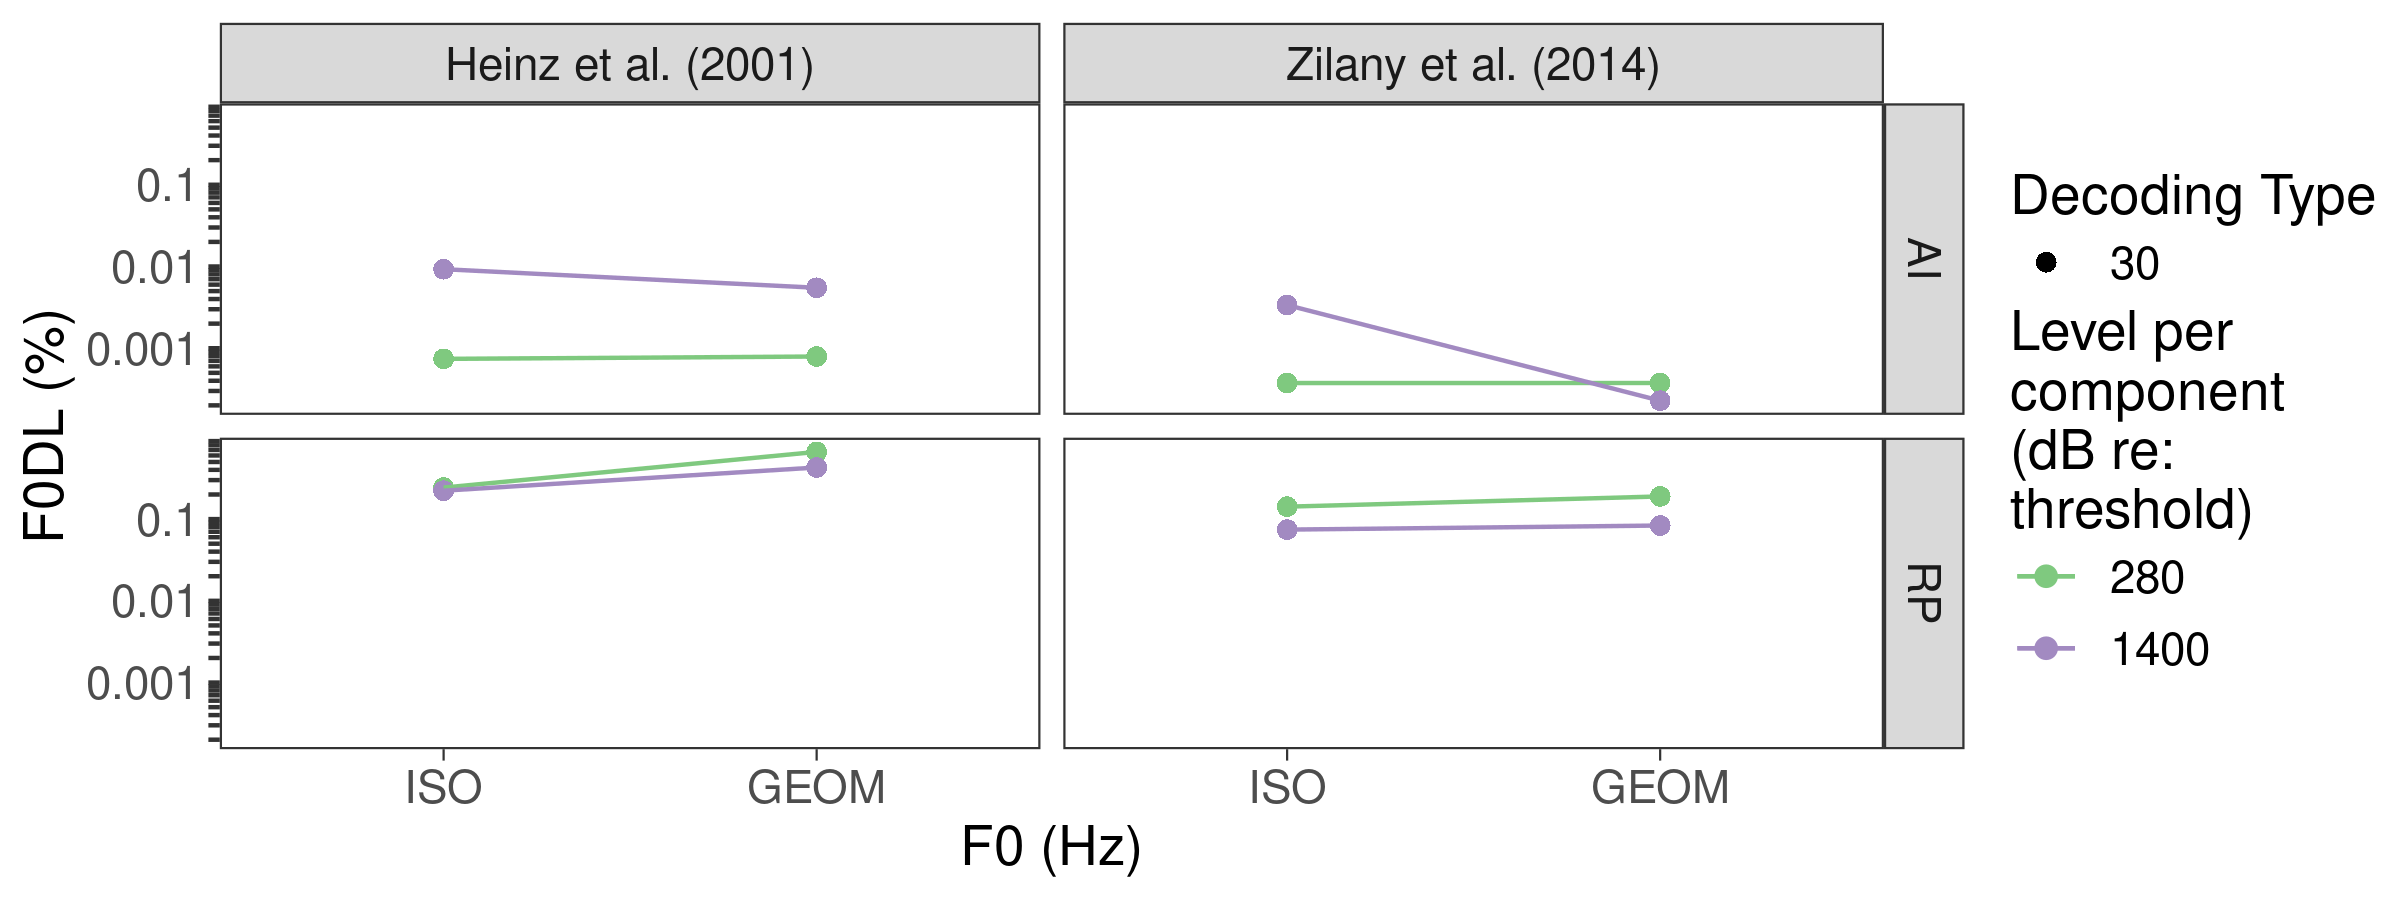 Heinz et al. (2001)
Zilany et al. (2014)
F0DL (%)
0.1
0.01
0.001
AI
0.1
0.01
0.001
RP
ISO
GEOM
ISO
GEOM
F0 (Hz)
Decoding Type
30
Level per
component
(dB re:
threshold)
280
1400